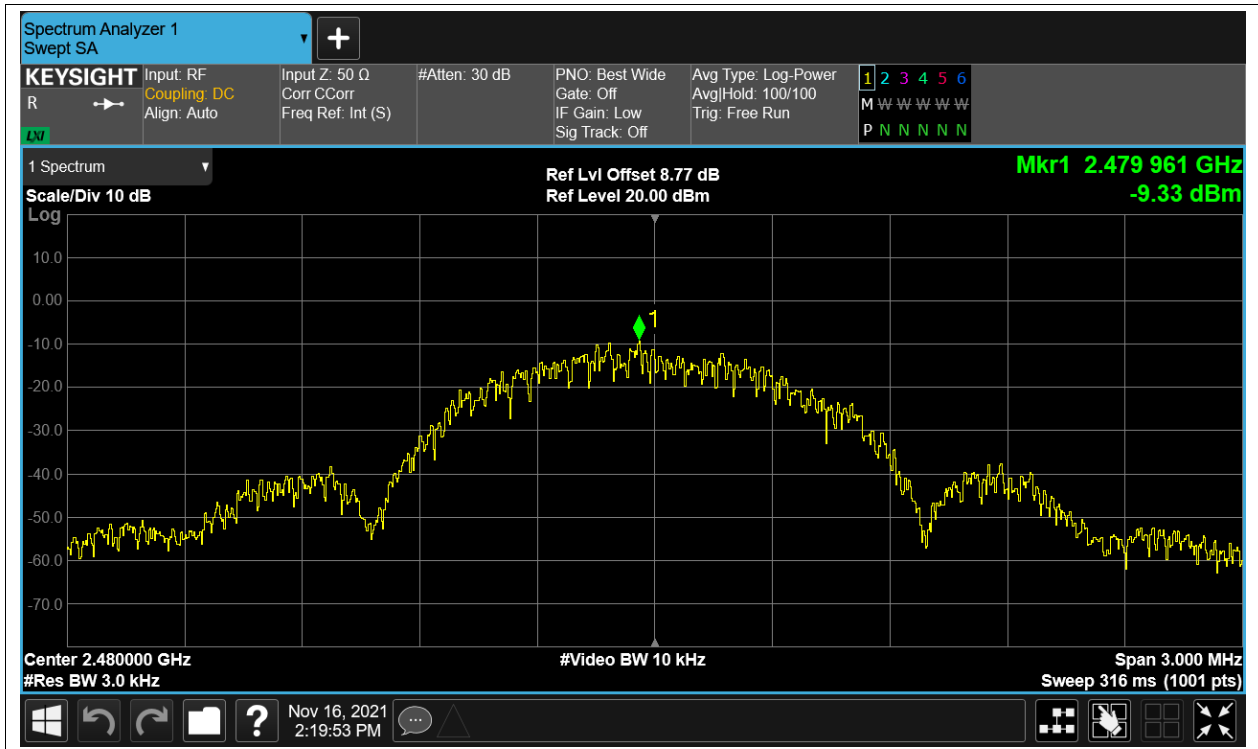 Spectrum Analyzer 1
Swept SA
KEYSIGHT
R
LXI
Input: RF
Coupling: DC
Align: Auto
Input Z: 50 Ω
Corr CCorr
Freq Ref: Int (S)
#Atten: 30 dB
PNO: Best Wide
Gate: Off
IF Gain: Low
Sig Track: Off
Avg Type: Log-Power
Avg|Hold: 100/100
Trig: Free Run
1 2 3 4 5 6
M W W W W W
P N N N N N
1 Spectrum
Scale/Div 10 dB
Log
Ref Lvl Offset 8.77 dB
Ref Level 20.00 dBm
Mkr1 2.479 961 GHz
-9.33 dBm
10.0
0.00
1
-10.0
-20.0
-30.0
-40.0
-50.0
-60.0
-70.0
Center 2.480000 GHz
#Video BW 10 kHz
Span 3.000 MHz
#Res BW 3.0 kHz
Sweep 316 ms (1001 pts)
?
Nov 16, 2021
2:19:53 PM